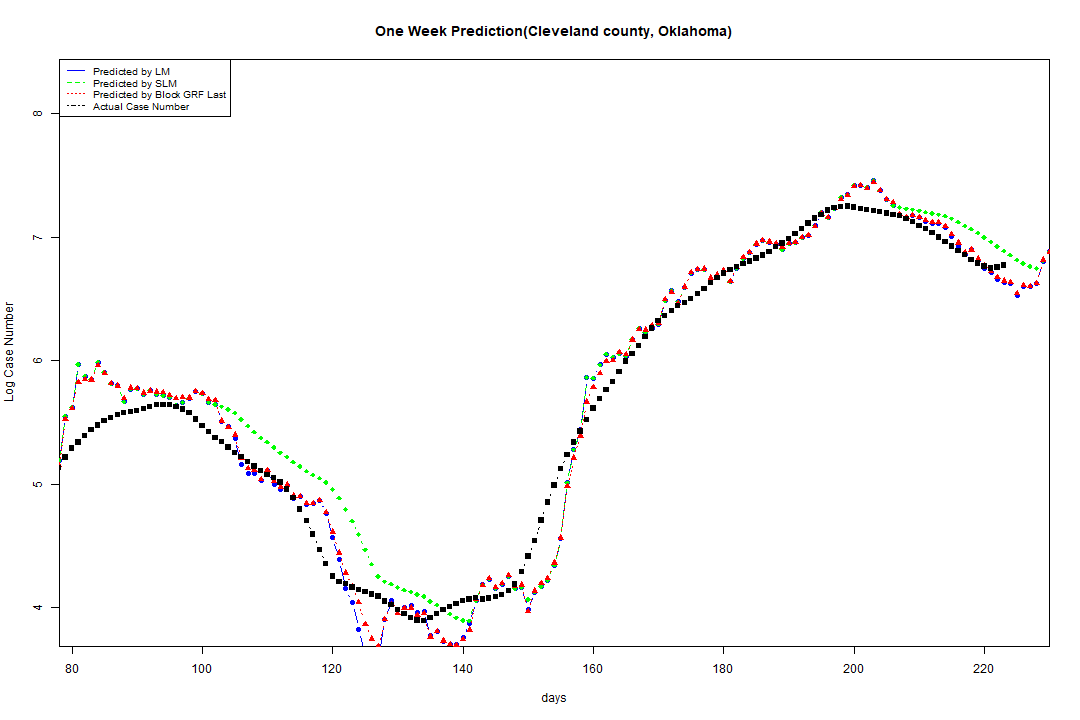 One Week Prediction(Cleveland county, Oklahoma)
Predicted by LM
Predicted by SLM
Predicted by Block GRF Last
Actual Case Number
8
7
6
5
4
Log Case Number
80 100 120 140 160 180 200 220
days